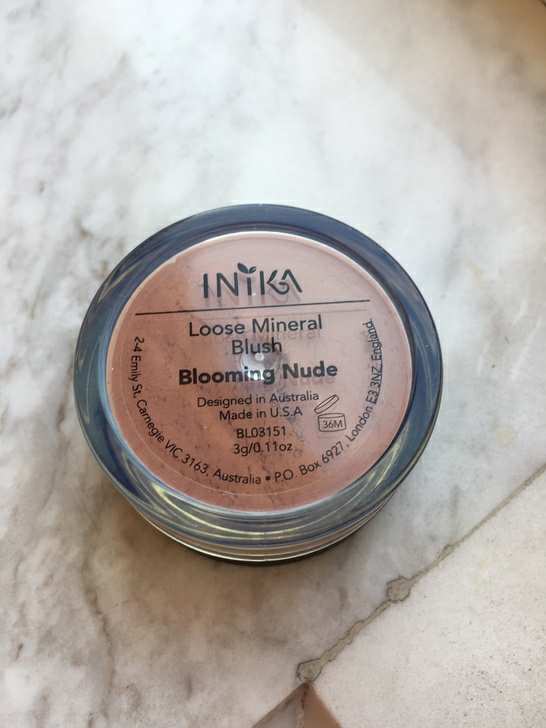 INIKA
Loose Mineral
Blush
Blooming Nude
Designed in Australia
Made in U.S.A
BL03151
3g/0.11oz
36M
2-4 Emily St, Carnegie VIC 3163, Australia • P.O. Box 6927, London E3 3NZ, England.